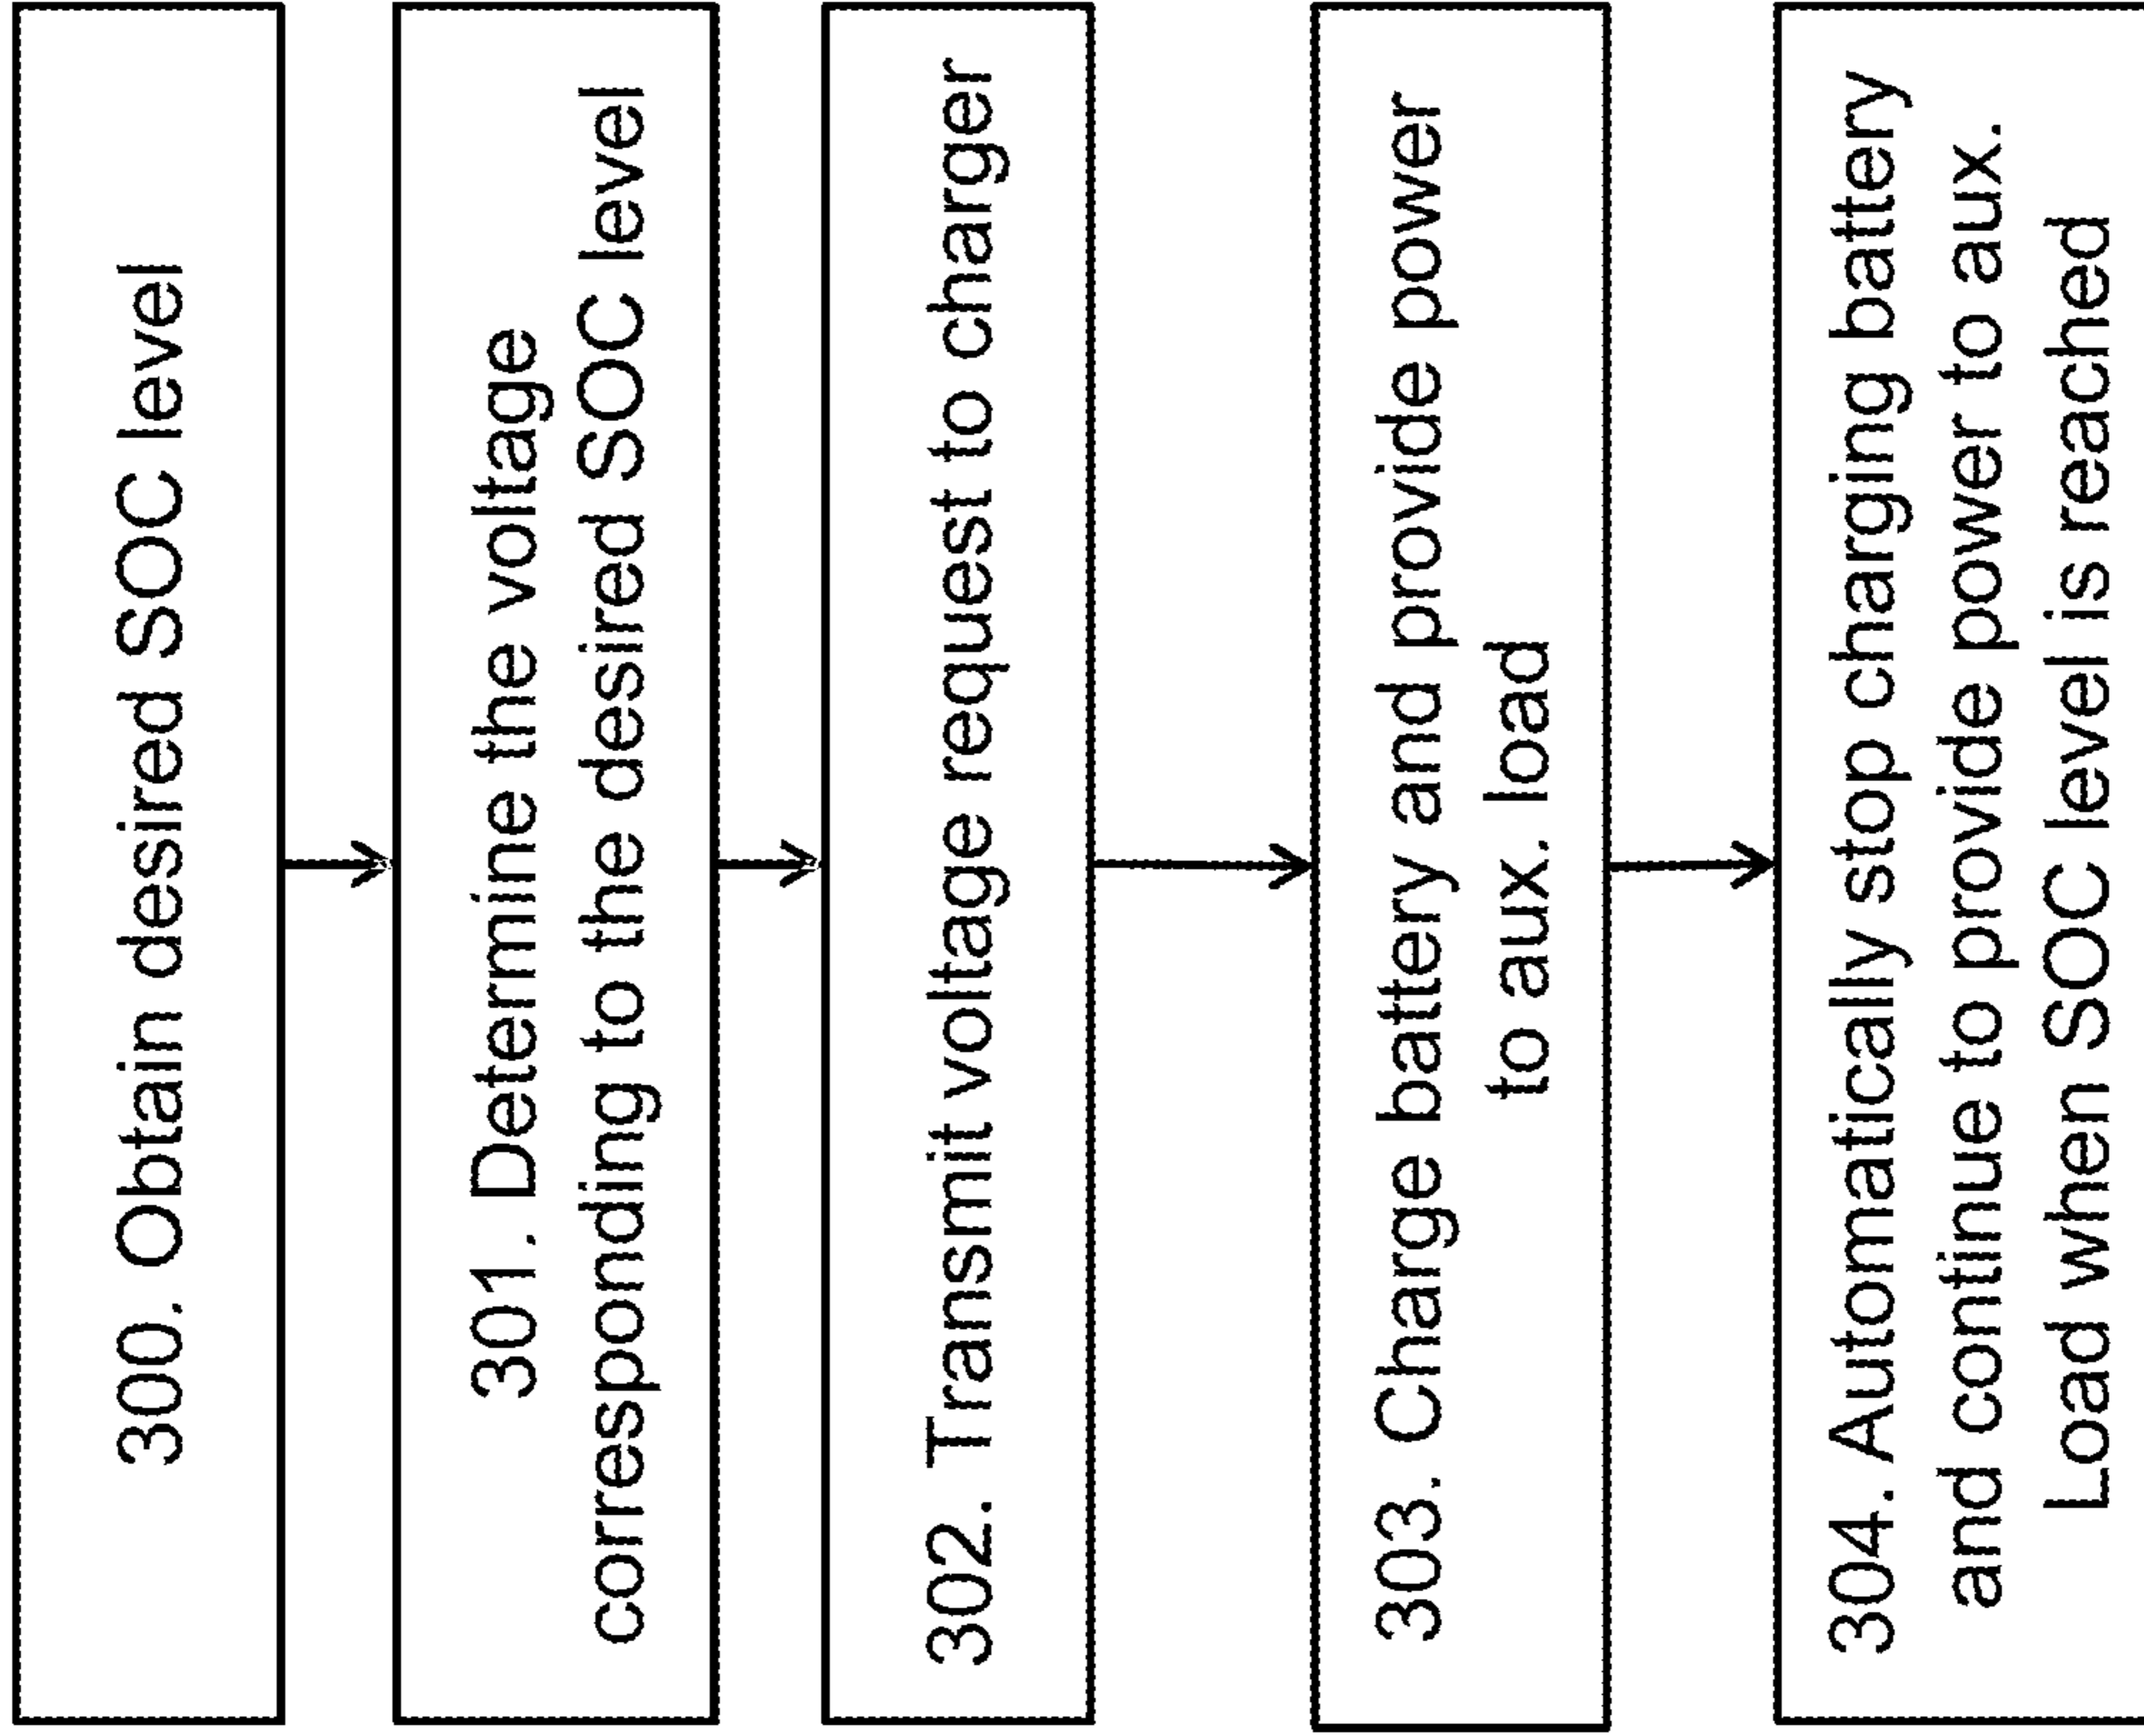 300. Obtain desired SOC level
301. Determine the voltage
corresponding to the desired SOC level
302. Transmit voltage request to charger
303. Charge battery and provide power
to aux. load
304. Automatically stop charging battery
and continue to provide power to aux.
Load when SOC level is reached